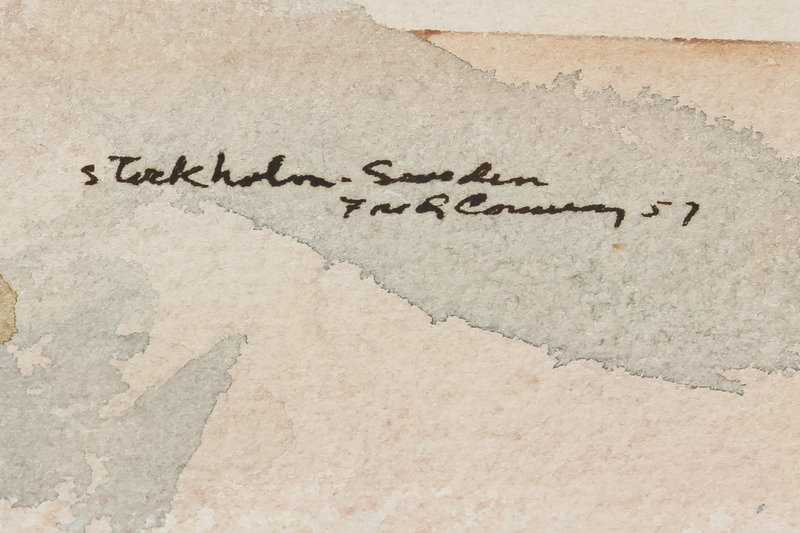 Stockholm - Sweden
Fred Conway 57